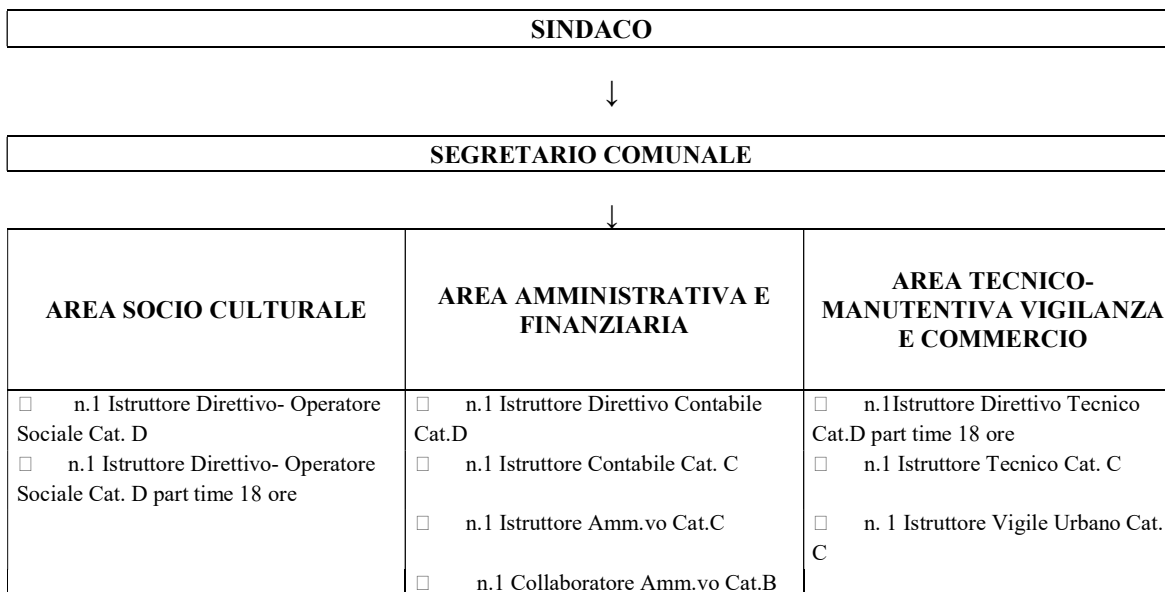 SINDACO
↓
SEGRETARIO COMUNALE
↓
AREA SOCIO CULTURALE
AREA AMMINISTRATIVA E
FINANZIARIA
AREA TECNICO-
MANUTENTIVA VIGILANZA
E COMMERCIO
□ n.1 Istruttore Direttivo- Operatore
Sociale Cat. D
□ n.1 Istruttore Direttivo- Operatore
Sociale Cat. D part time 18 ore
□ n.1 Istruttore Direttivo Contabile
Cat.D
□ n.1 Istruttore Contabile Cat. C
□ n.1 Istruttore Amm.vo Cat.C
□ n.1 Collaboratore Amm.vo Cat.B
□ n.1Istruttore Direttivo Tecnico
Cat.D part time 18 ore
□ n.1 Istruttore Tecnico Cat. C
□ n. 1 Istruttore Vigile Urbano Cat.
C